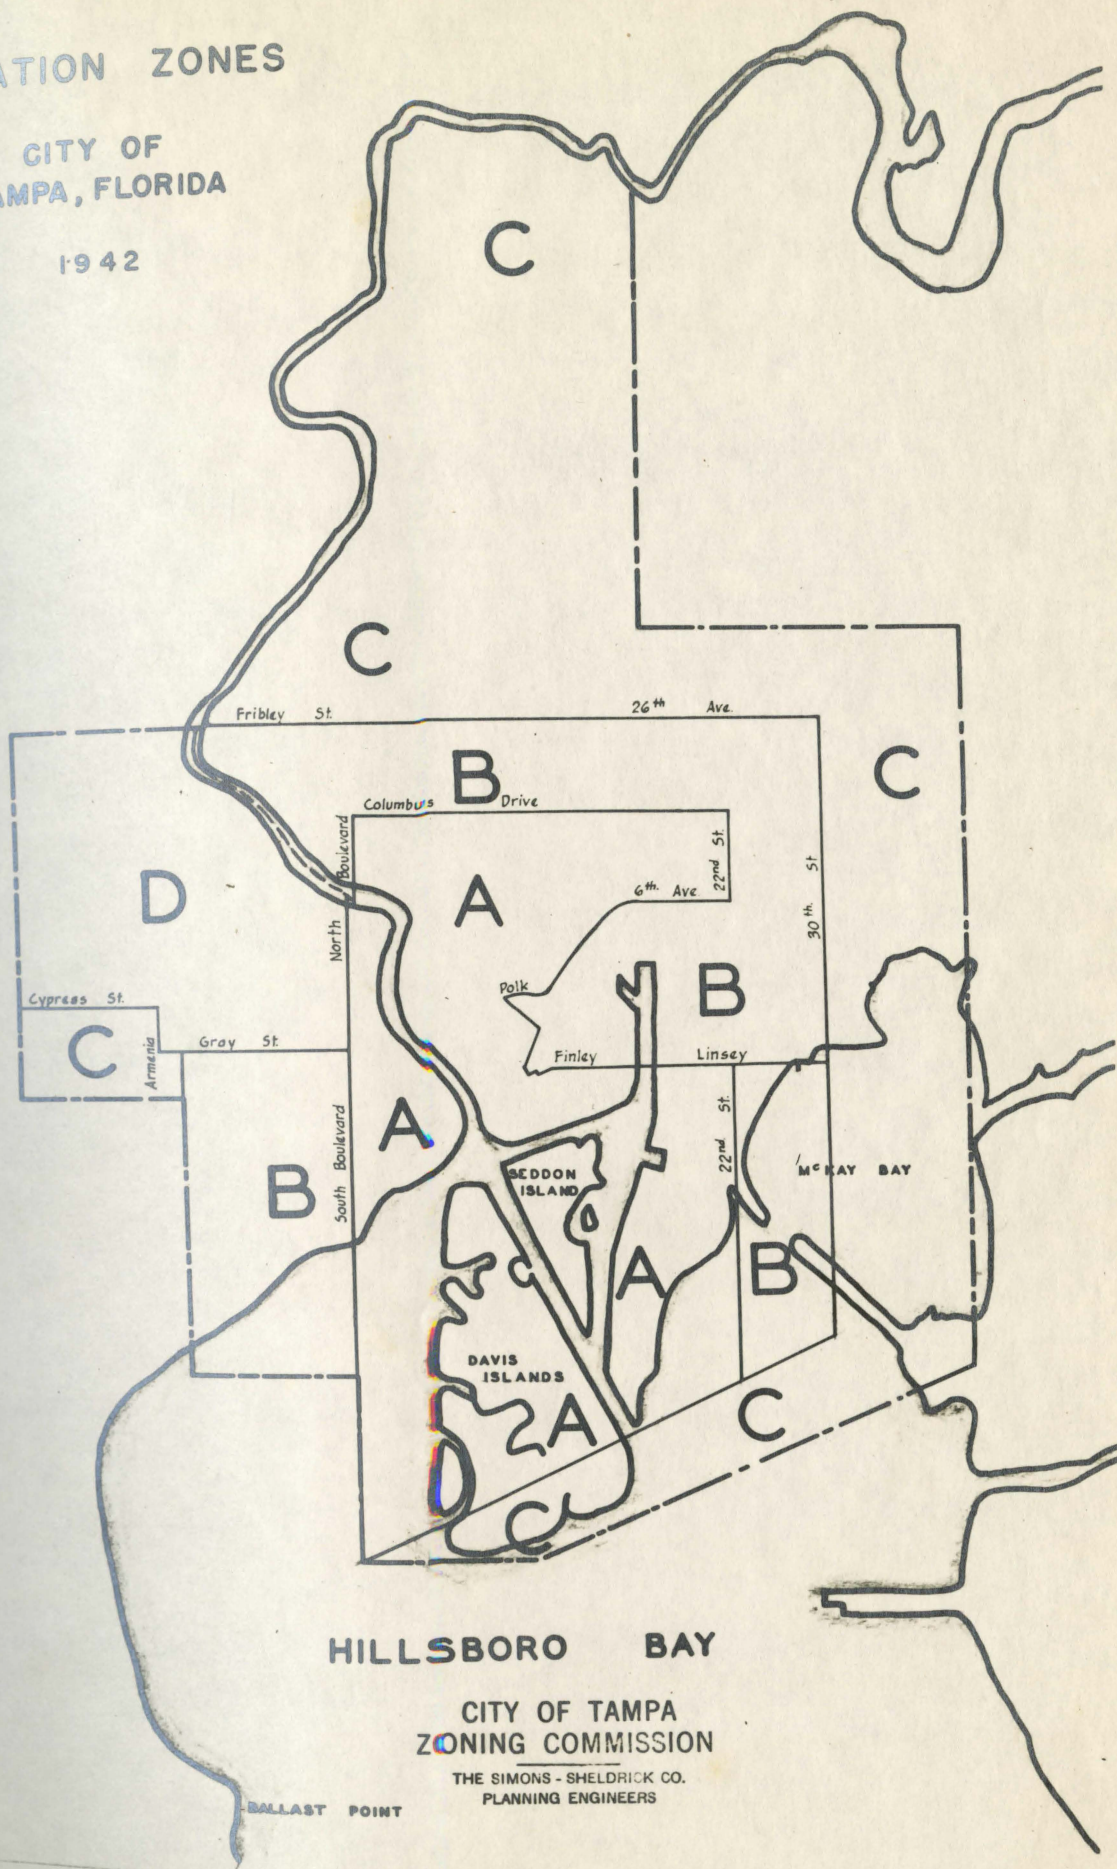 ATION ZONES
CITY OF
AMPA, FLORIDA
1942
C
C
Fribley St. 26th Ave.
C
B
Columbus Drive
North Boulevard
22nd St.
30th. St
D
A
6th. Ave
Polk
B
Cypress St.
C
Armenia
Gray St.
Finley Linsey
A
22nd St.
South Boulevard
B
McKAY BAY
SEDDON
ISLAND
A
B
DAVIS
ISLANDS
A
C
C
HILLSBORO BAY
CITY OF TAMPA
ZONING COMMISSION
THE SIMONS - SHELDRICK CO.
PLANNING ENGINEERS
BALLAST POINT